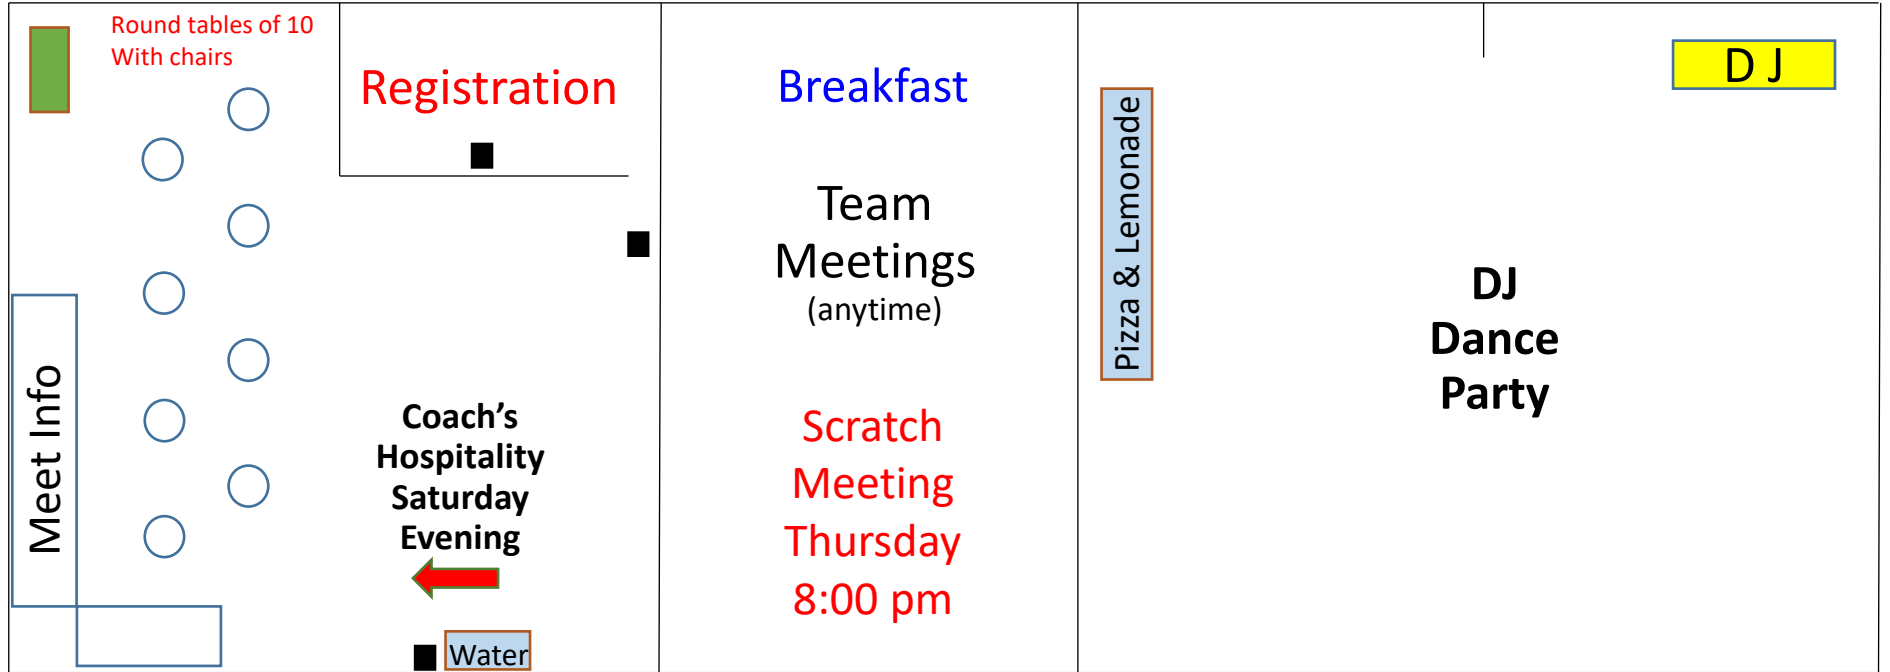 Round tables of 10
With chairs
Registration
Meet Info
Coach’s
Hospitality
Saturday
Evening
Water
Breakfast
Team
Meetings
(anytime)
Scratch
Meeting
Thursday
8:00 pm
Pizza & Lemonade
D J
DJ
Dance
Party